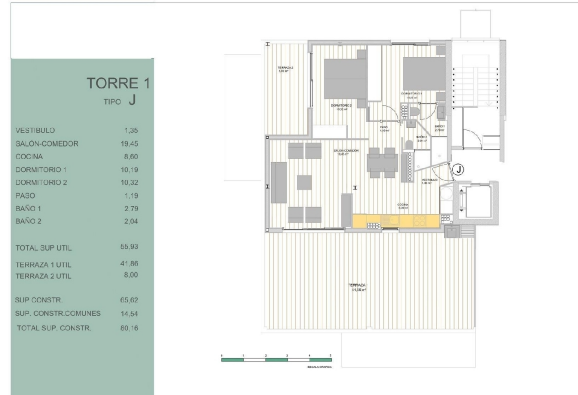 TORRE 1
TIPO J
VESTIBULO 1,35
SALÓN-COMEDOR 19,45
COCINA 8,60
DORMITORIO 1 10,19
DORMITORIO 2 10,32
PASO 1,19
BAÑO 1 2,79
BAÑO 2 2,04
TOTAL SUP UTIL 55,93
TERRAZA 1 UTIL 41,86
TERRAZA 2 UTIL 8,00
SUP CONSTR. 65,62
SUP. CONSTR.COMUNES 14,54
TOTAL SUP. CONSTR. 80,16
DORMITORIO 1
DORMITORIO 2
SALON-COMEDOR
J
COCINA
TERRAZA